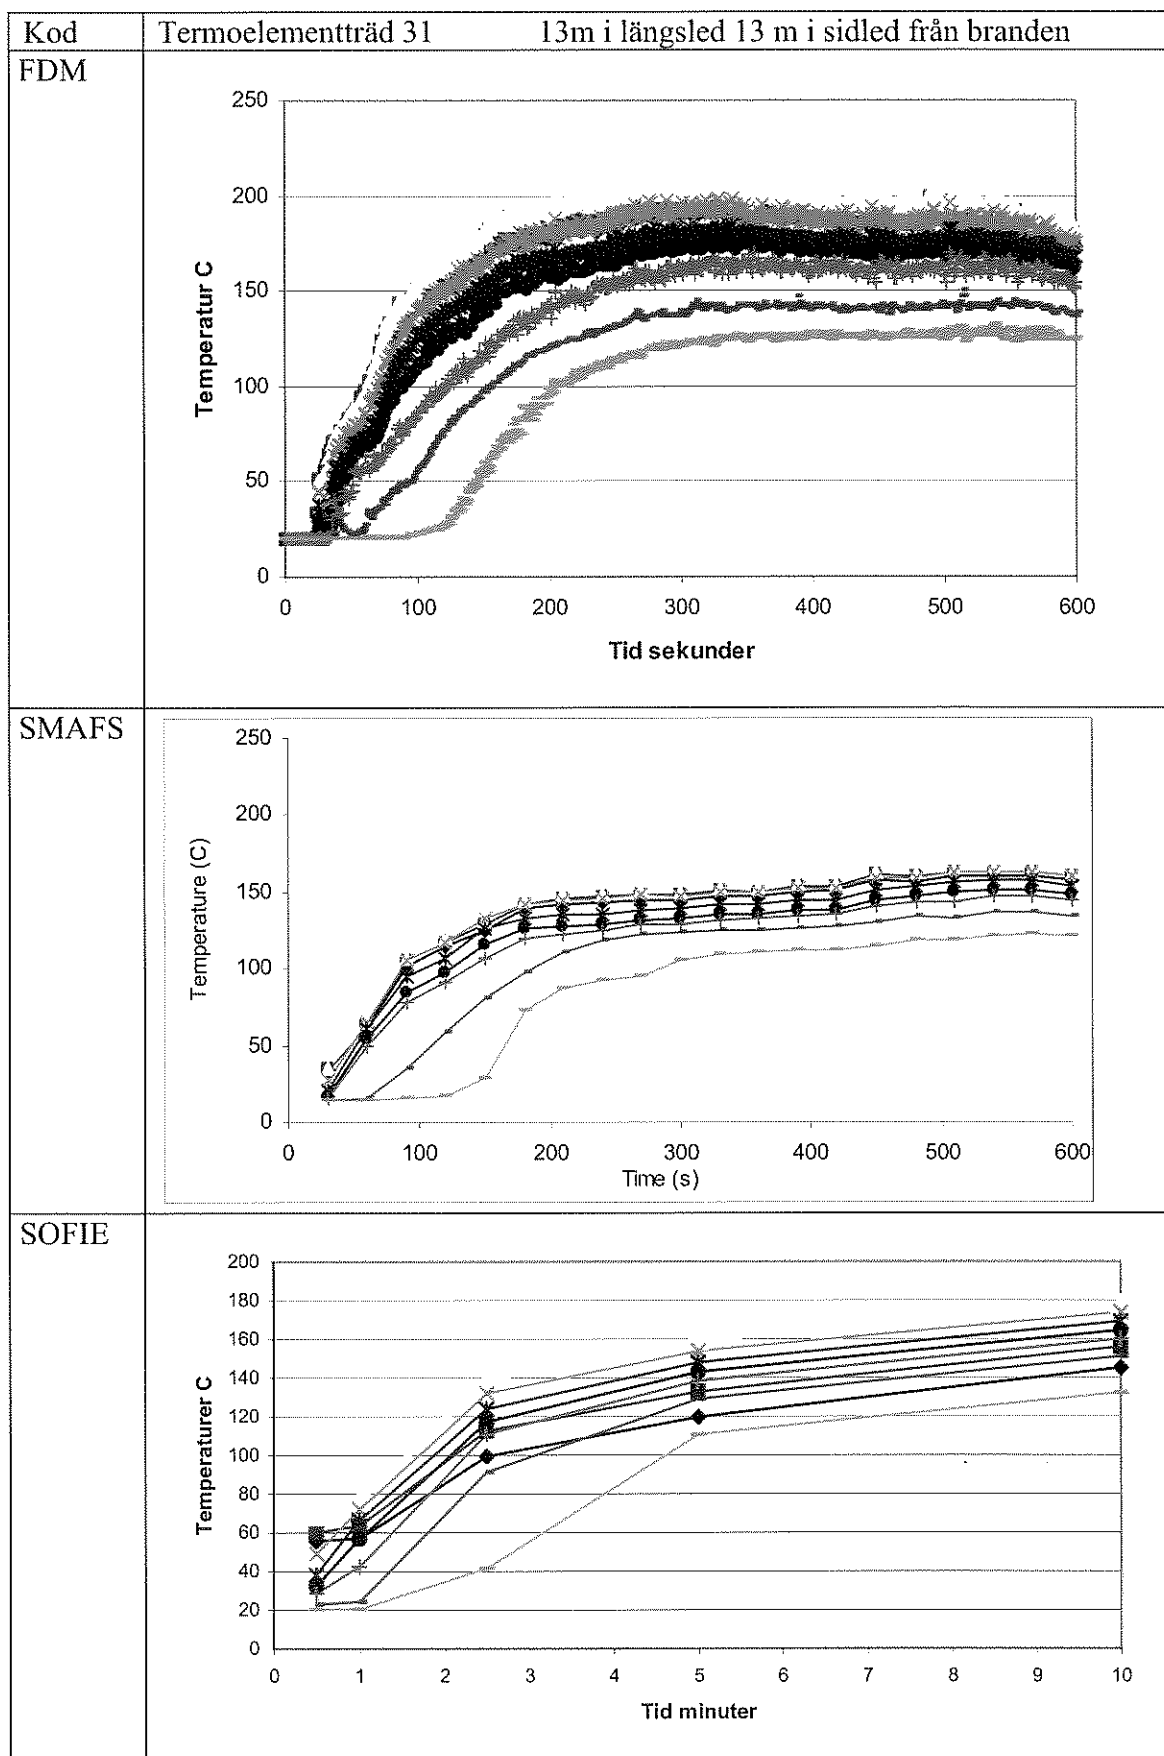 Kod Termoelementträd 31 13m i längsled 13 m i sidled från branden
FDM
250
200
150
100
50
0
Temperatur C
0 100 200 300 400 500 600
Tid sekunder
SMAFS
250
200
150
100
50
0
Temperature (C)
0 100 200 300 400 500 600
Time (s)
SOFIE
200
180
160
140
120
100
80
60
40
20
0
Temperaturer C
0 1 2 3 4 5 6 7 8 9 10
Tid minuter